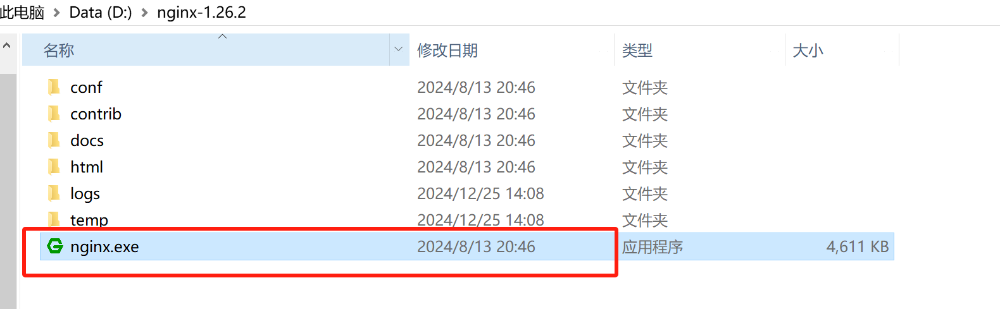 此电脑 > Data (D:) > nginx-1.26.2
名称 修改日期 类型 大小
conf 2024/8/13 20:46 文件夹
contrib 2024/8/13 20:46 文件夹
docs 2024/8/13 20:46 文件夹
html 2024/8/13 20:46 文件夹
logs 2024/12/25 14:08 文件夹
temp 2024/12/25 14:08 文件夹
nginx.exe 2024/8/13 20:46 应用程序 4,611 KB